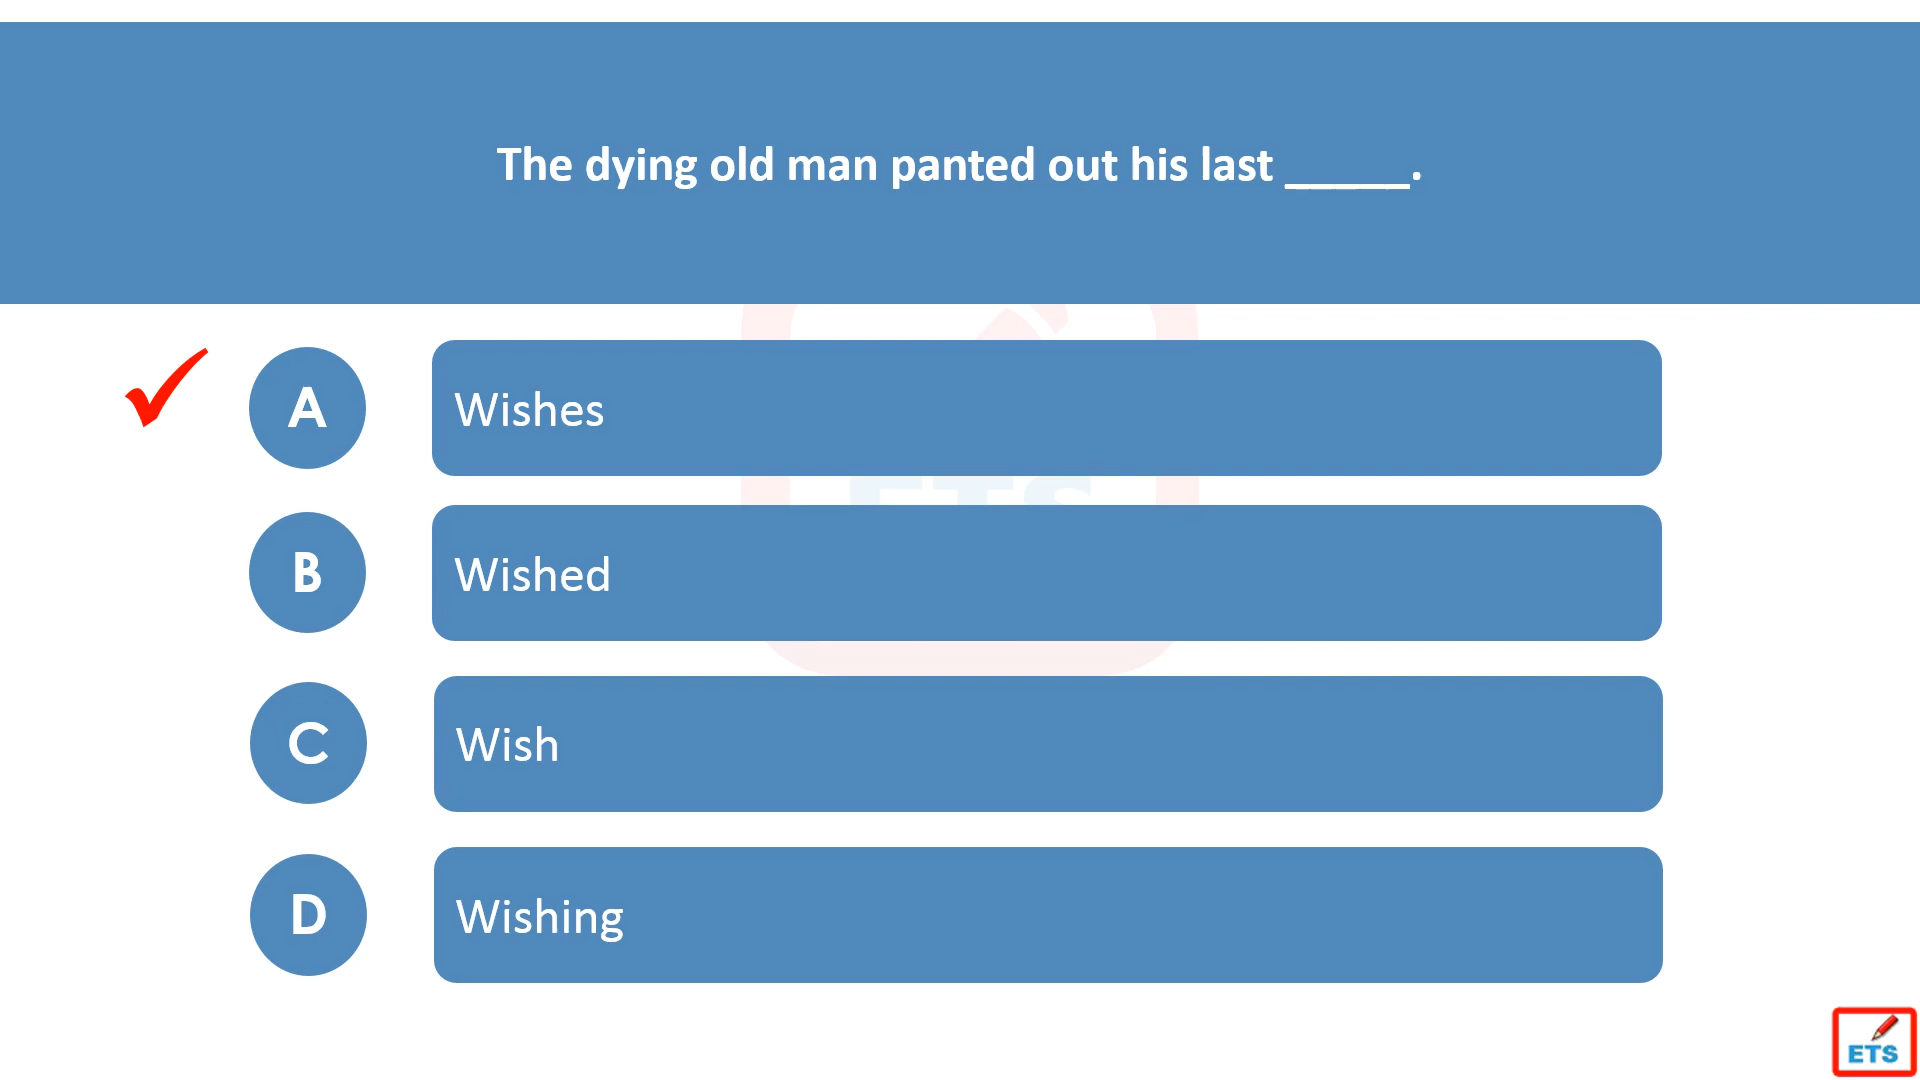 The dying old man panted out his last _____.
A
Wishes
B
Wished
C
Wish
D
Wishing
ETS